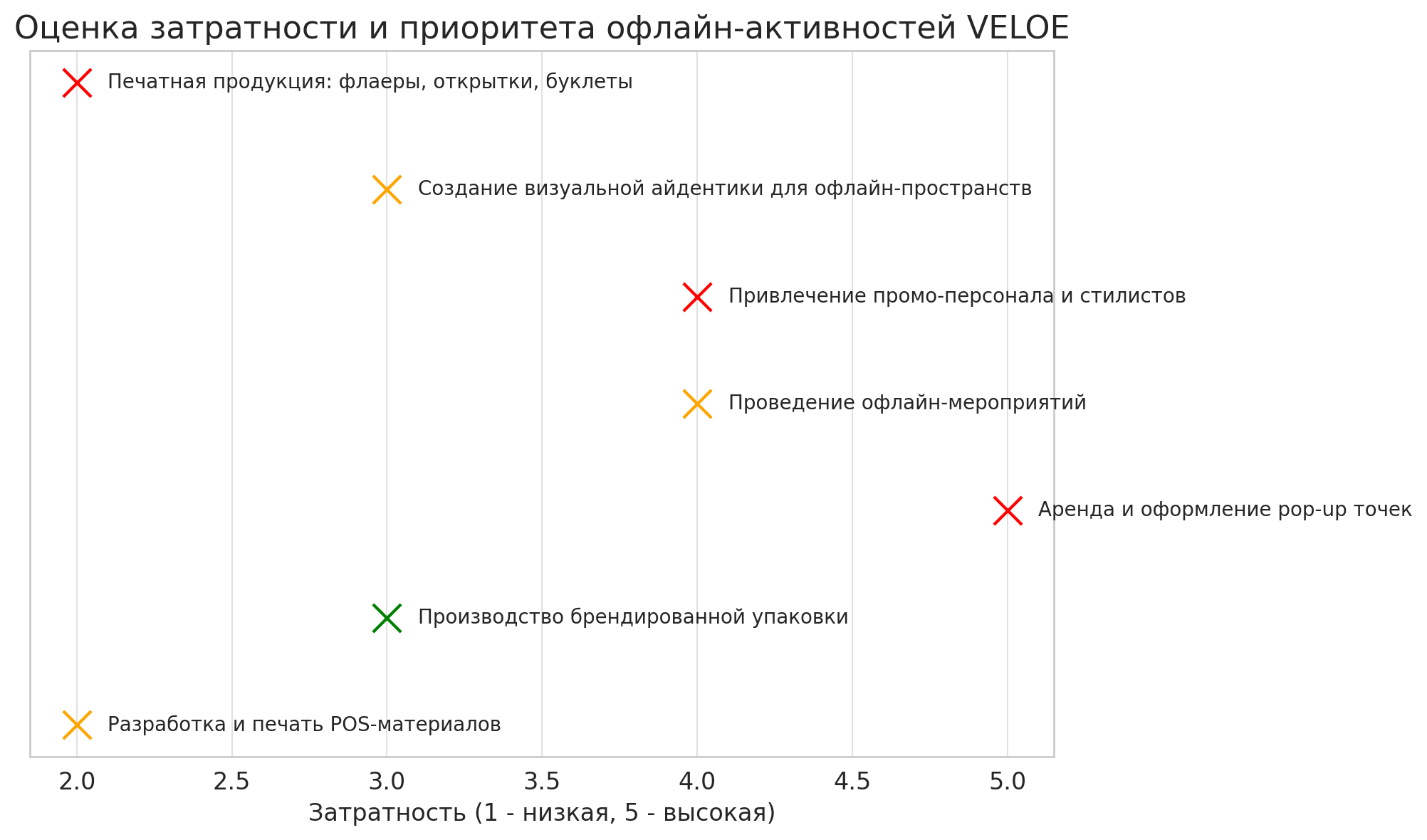 Оценка затратности и приоритета офлайн-активностей VELOE
Печатная продукция: флаеры, открытки, буклеты
Создание визуальной айдентики для офлайн-пространств
Привлечение промо-персонала и стилистов
Проведение офлайн-мероприятий
Аренда и оформление pop-up точек
Производство брендированной упаковки
Разработка и печать POS-материалов
2.0 2.5 3.0 3.5 4.0 4.5 5.0
Затратность (1 - низкая, 5 - высокая)